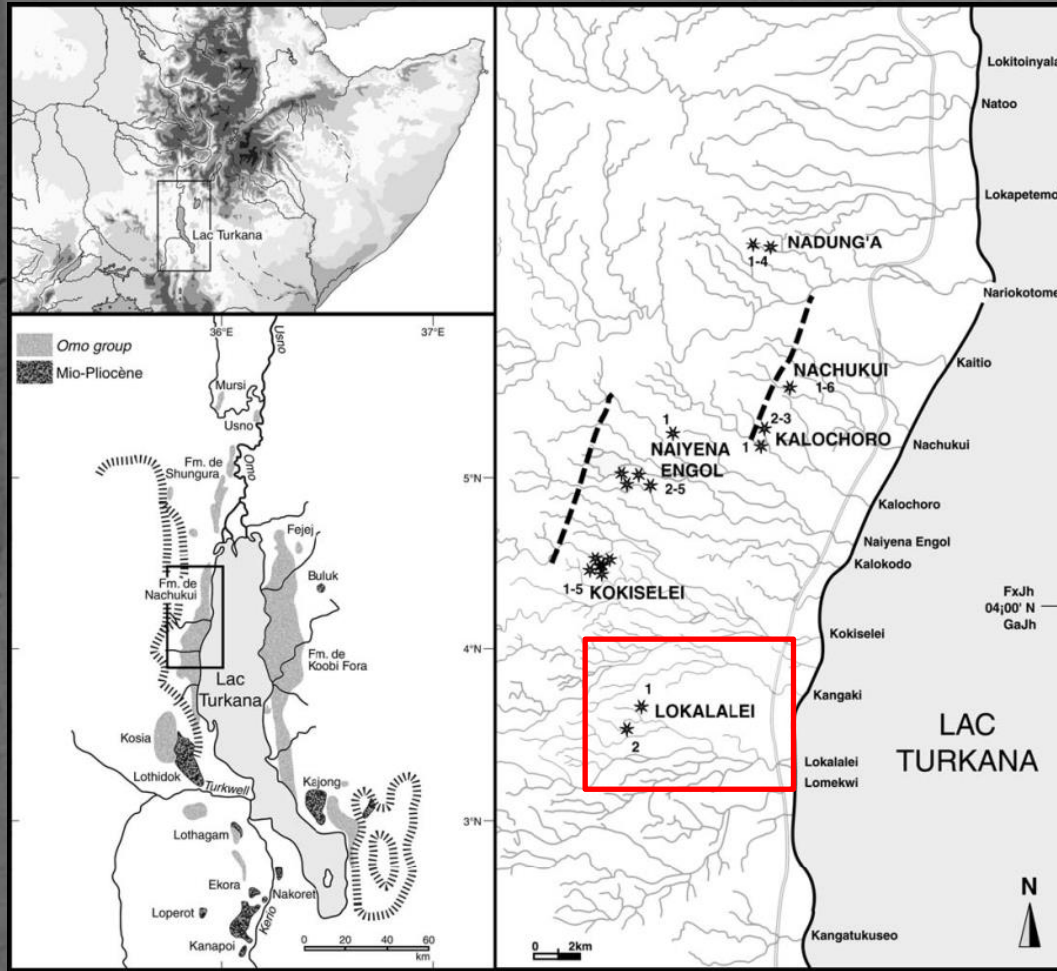 Lac Turkana
Omo group
Mio-Pliocène
36°E
37°E
Usno
Mursi
Usno
Omo
Fm. de
Shungura
5°N
Fejej
Buluk
Fm. de
Nachukui
4°N
Fm. de
Koobi Fora
Lac
Turkana
Kosia
Lothidok
Turkwell
Kajong
3°N
Lothagam
Ekora
Nakoret
Loperot
Kerio
Kanapoi
0 20 40 60
km
Lokitoinyala
Natoo
Lokapetemo
NADUNG'A
1-4
Nariokotome
Kaitio
NACHUKUI
1-6
1
2-3
KALOCHORO
1
NAIYENA
ENGOL
Nachukui
2-5
Kalochoro
Naiyena Engol
Kalokodo
1-5
KOKISELEI
FxJh
04¡00' N
GaJh
Kokiselei
Kangaki
1
LOKALALEI
2
LAC
TURKANA
Lokalalei
Lomekwi
N
Kangatukuseo
0 2km